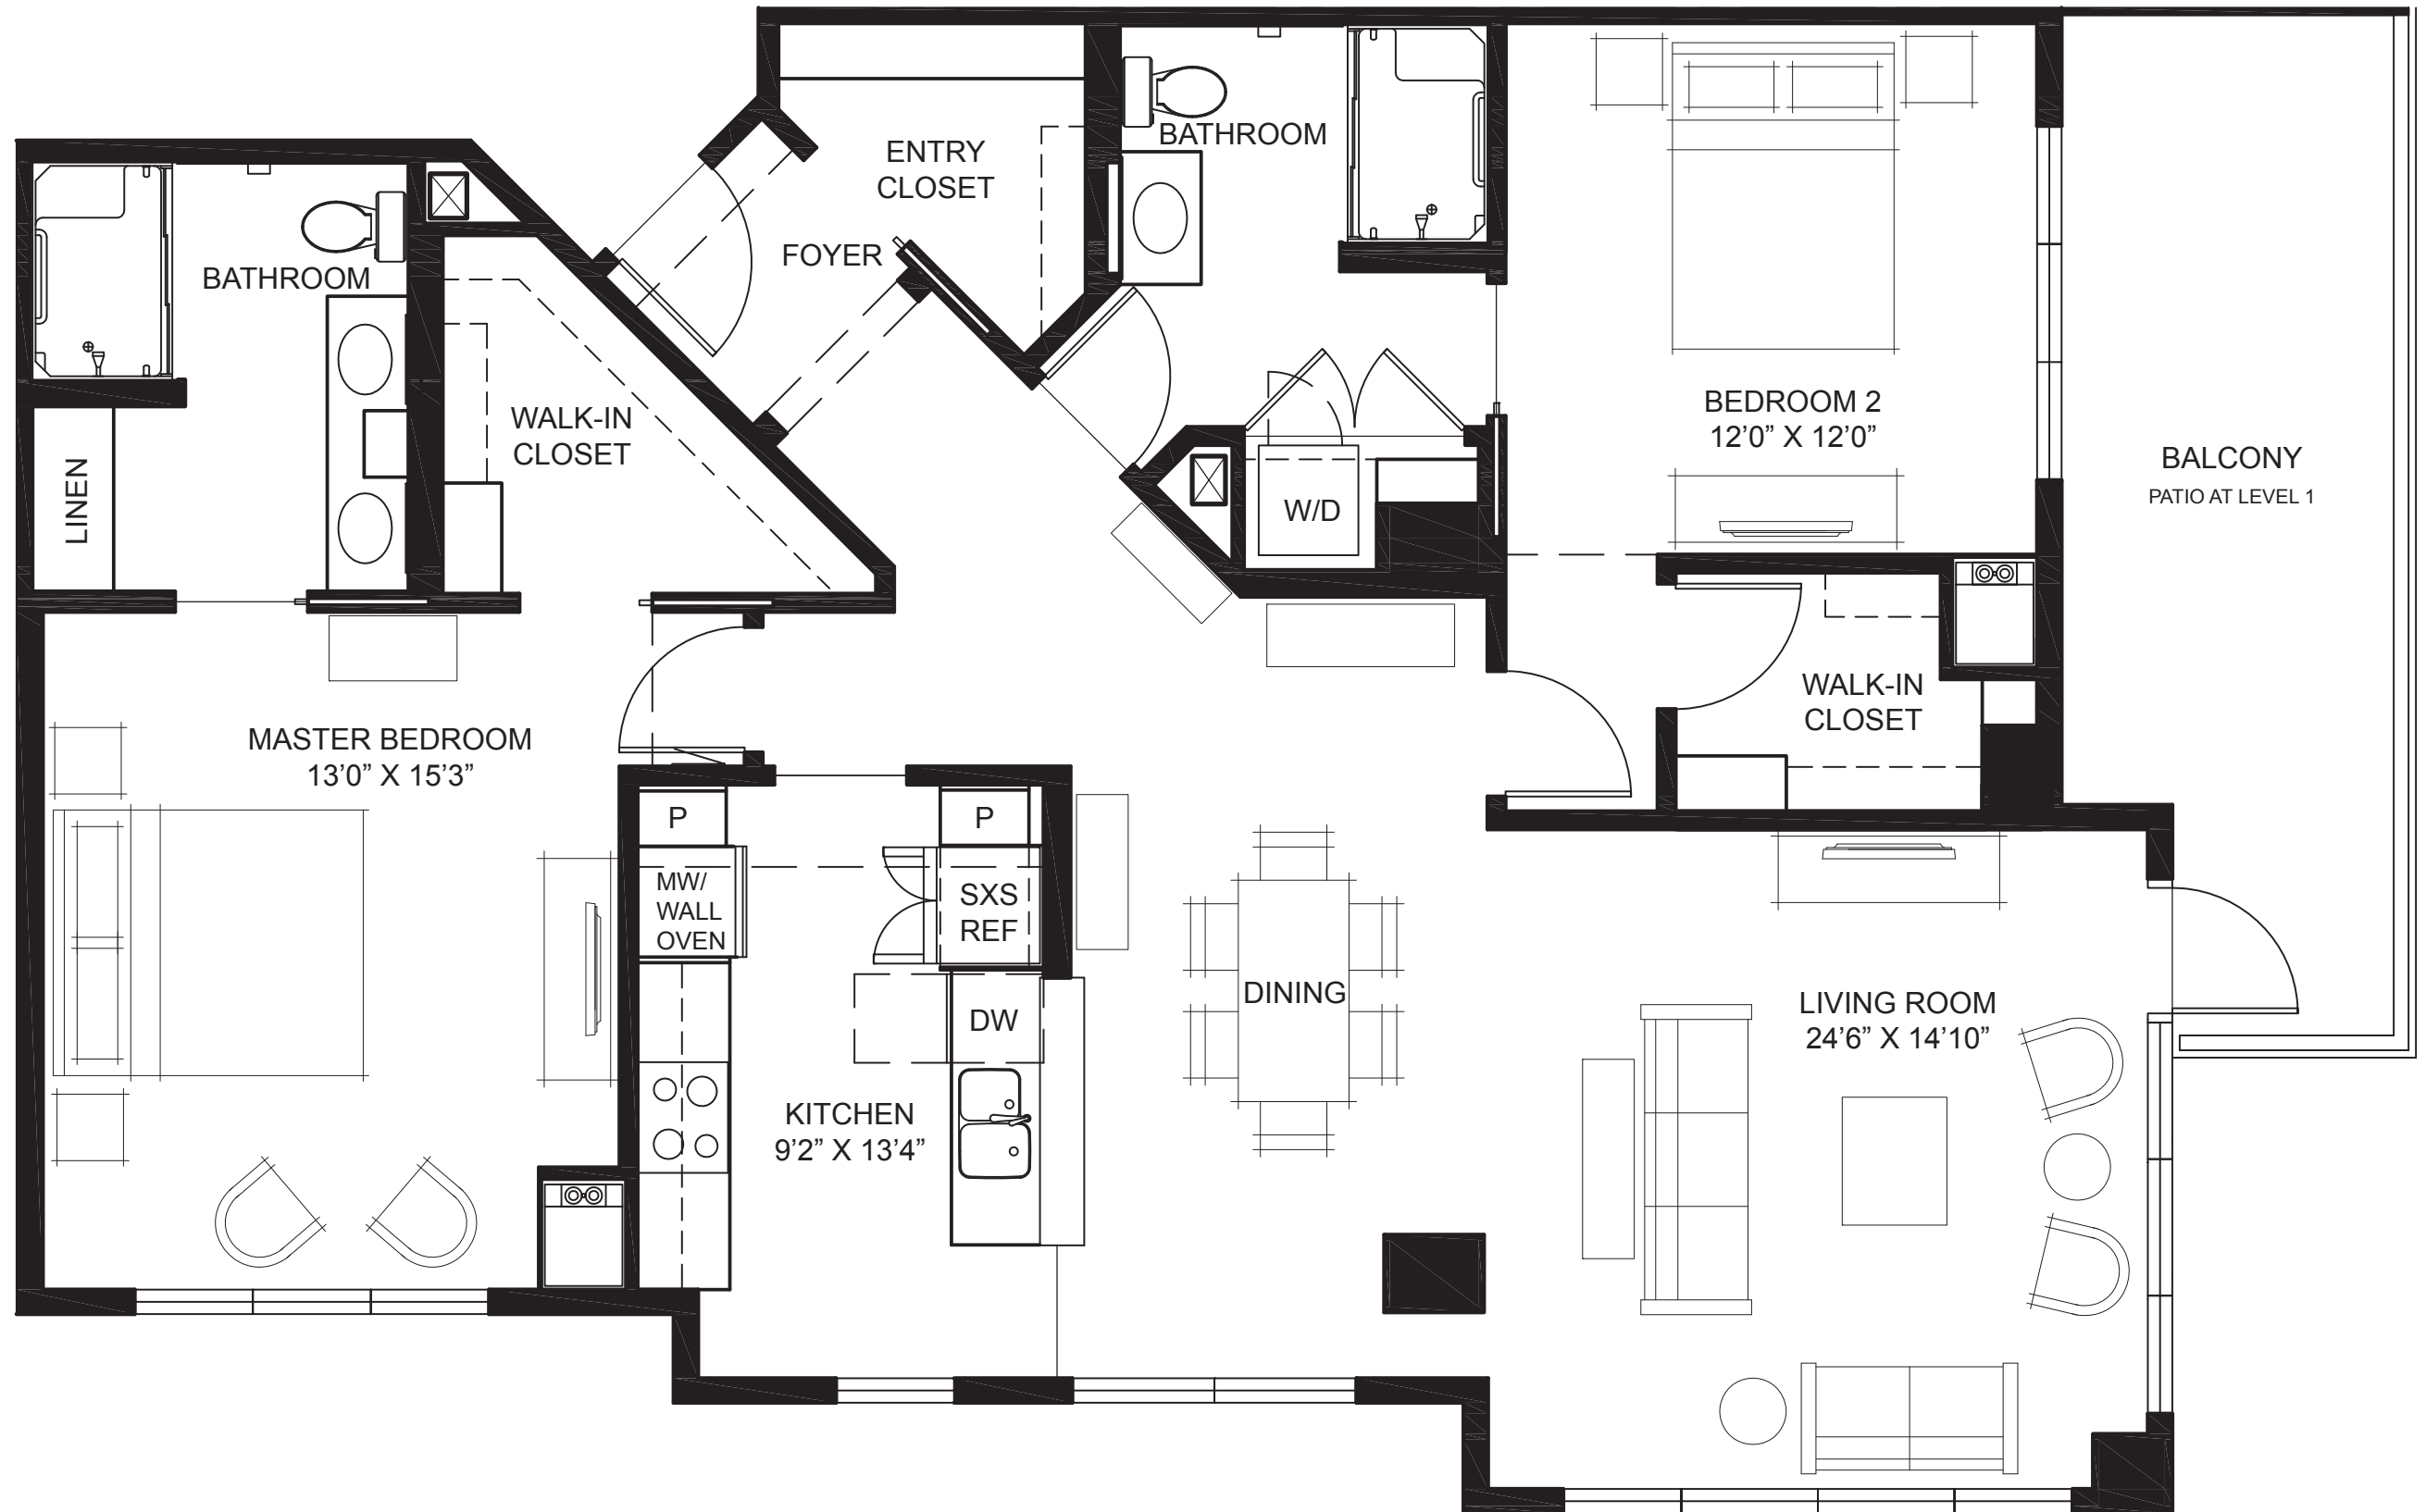 ENTRY
CLOSET
BATHROOM
FOYER
BATHROOM
LINEN
WALK-IN
CLOSET
W/D
BEDROOM 2
12’0” X 12’0”
BALCONY
PATIO AT LEVEL 1
WALK-IN
CLOSET
MASTER BEDROOM
13’0” X 15’3”
P
P
MW/
WALL
OVEN
SXS
REF
DW
KITCHEN
9’2” X 13’4”
DINING
LIVING ROOM
24’6” X 14’10”